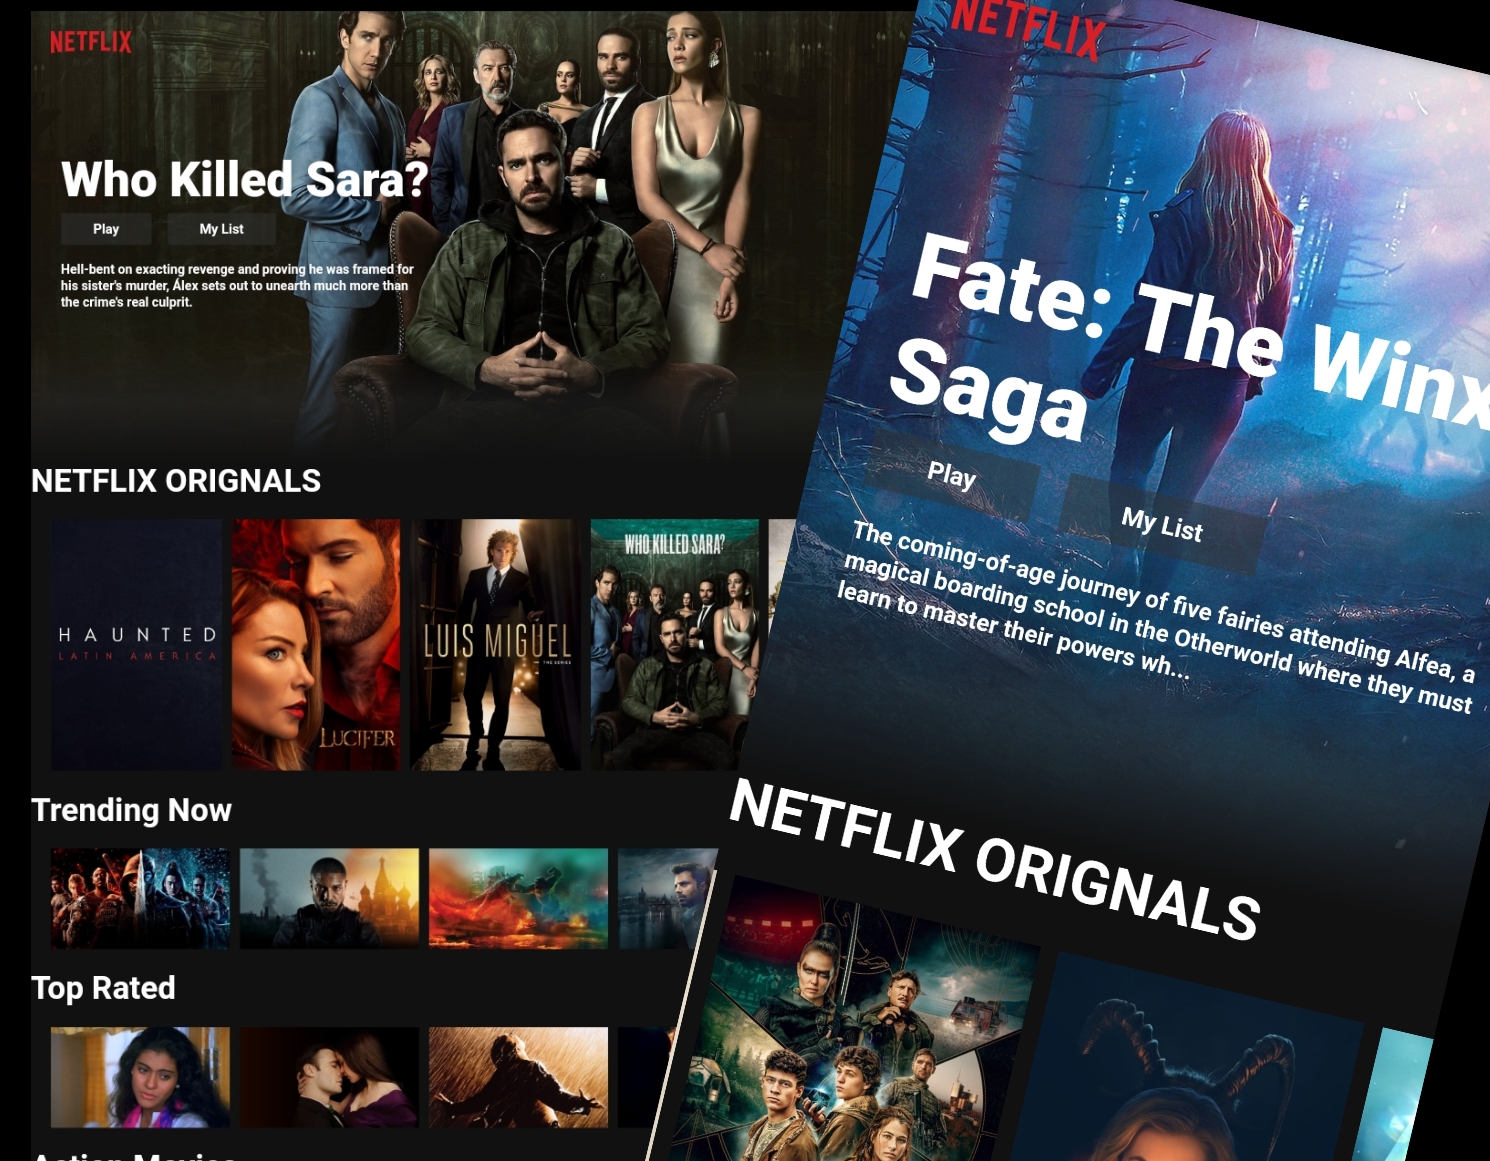 NETFLIX
Who Killed Sara?
Play
My List
Hell-bent on exacting revenge and proving he was framed for
his sister's murder, Álex sets out to unearth much more than
the crime's real culprit.
NETFLIX ORIGNALS
HAUNTED
LATIN AMERICA
LUCIFER
LUIS MIGUEL
THE SERIES
WHO KILLED SARA?
Trending Now
Top Rated
Action Movies
NETFLIX
Fate: The Winx
Saga
Play
My List
The coming-of-age journey of five fairies attending Alfea, a
magical boarding school in the Otherworld where they must
learn to master their powers wh...
NETFLIX ORIGNALS